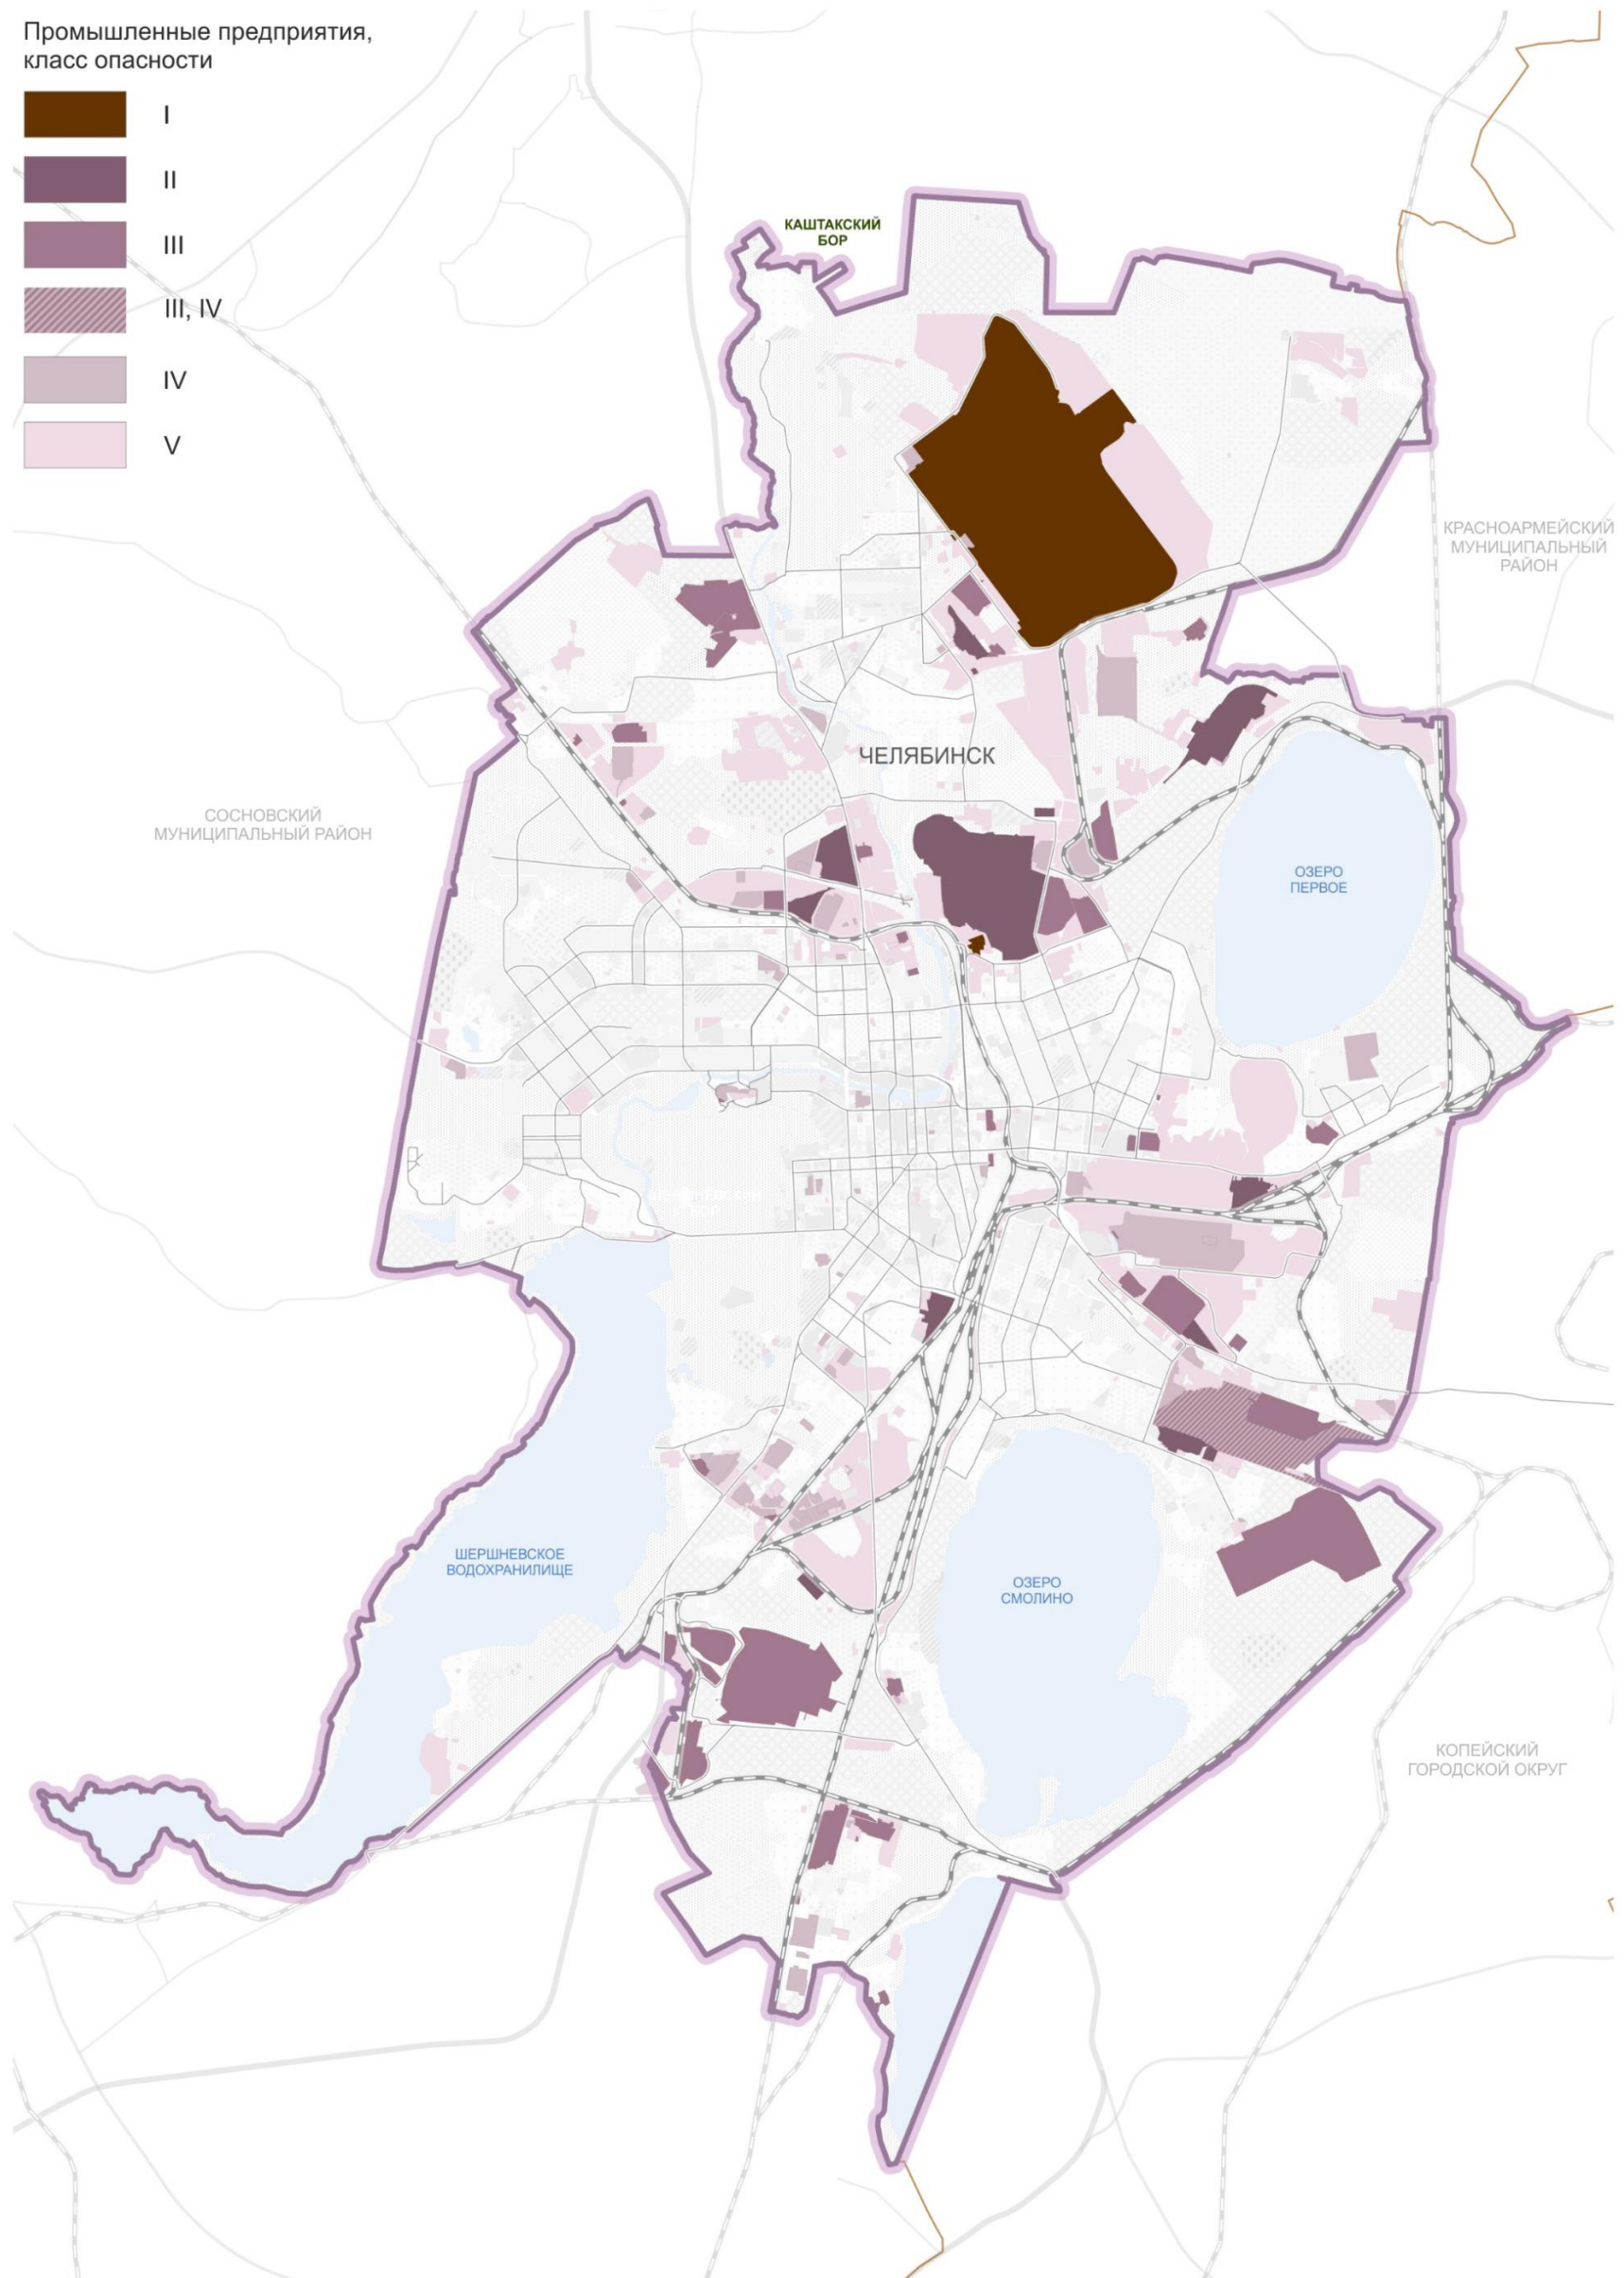 Промышленные предприятия,
класс опасности
I
II
III
III, IV
IV
V
КАШТАКСКИЙ
БОР
КРАСНОАРМЕЙСКИЙ
МУНИЦИПАЛЬНЫЙ
РАЙОН
ЧЕЛЯБИНСК
СОСНОВСКИЙ
МУНИЦИПАЛЬНЫЙ РАЙОН
ОЗЕРО
ПЕРВОЕ
ШЕРШНЕВСКОЕ
ВОДОХРАНИЛИЩЕ
ОЗЕРО
СМОЛИНО
КОПЕЙСКИЙ
ГОРОДСКОЙ ОКРУГ